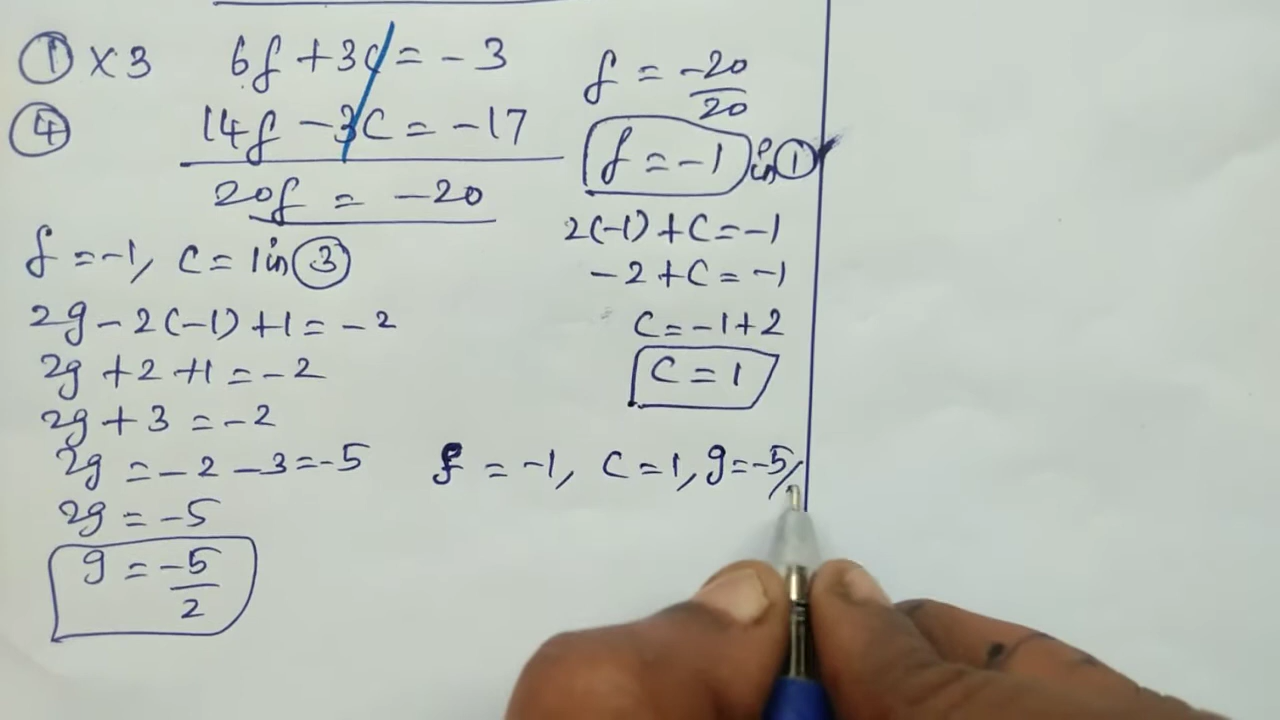 ① × 3 6f + 3c = - 3
④ 14f - 3c = -17
20f = -20
f = -1, c = 1 in ③
2g - 2(-1) + 1 = -2
2g + 2 + 1 = -2
2g + 3 = -2
2g = -2 - 3 = -5
2g = -5
g = -5/2
f = -20/20
f = -1 in ①
2(-1) + c = -1
-2 + c = -1
c = -1 + 2
c = 1
f = -1, c = 1, g = -5/